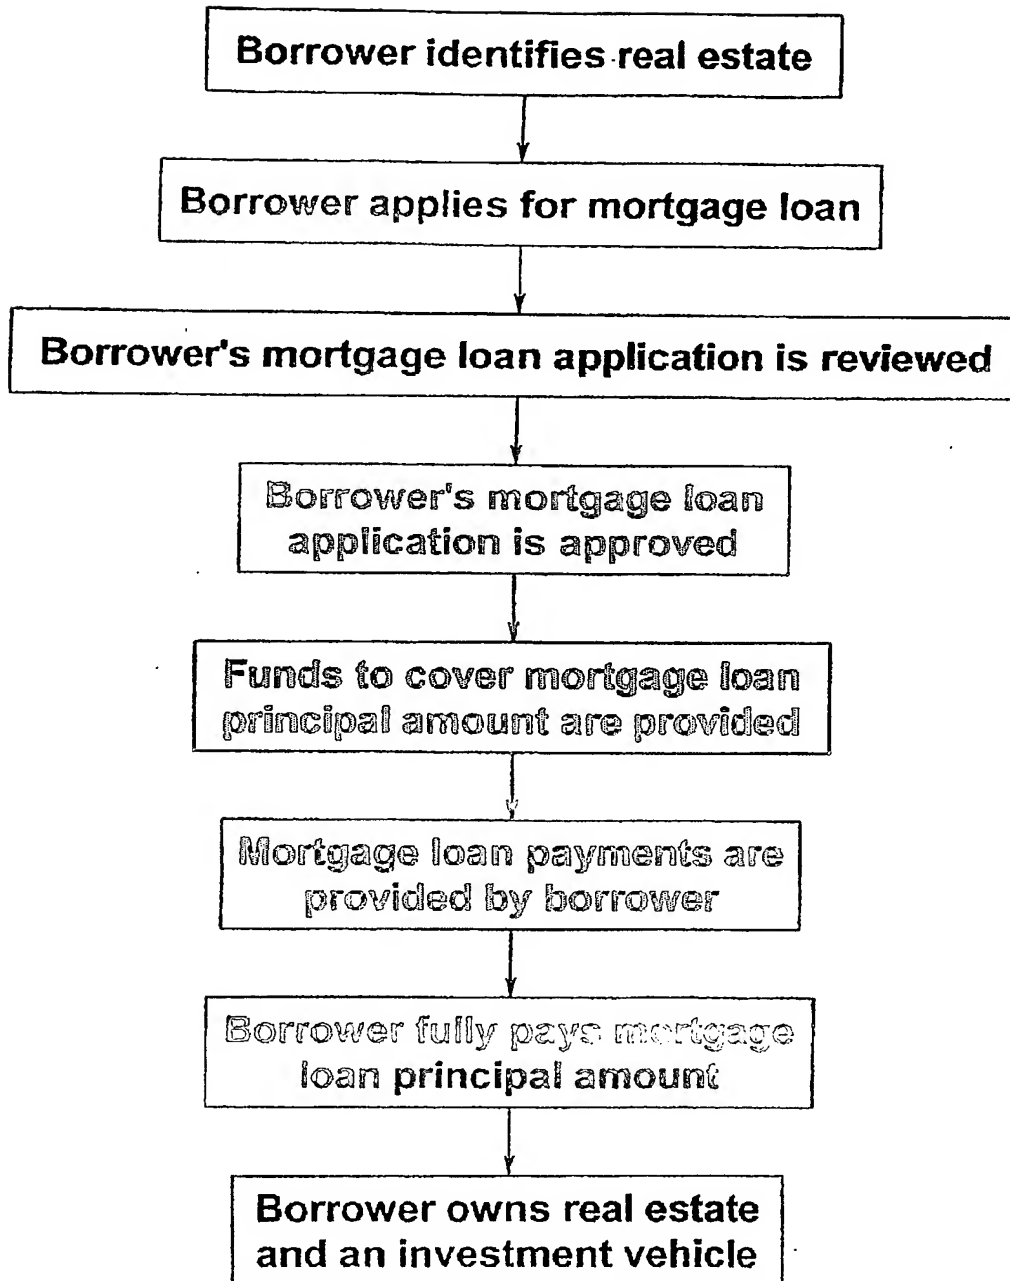 Borrower identifies real estate
Borrower applies for mortgage loan
Borrower's mortgage loan application is reviewed
Borrower's mortgage loan
application is approved
Funds to cover mortgage loan
principal amount are provided
Mortgage loan payments are
provided by borrower
Borrower fully pays mortgage
loan principal amount
Borrower owns real estate
and an investment vehicle